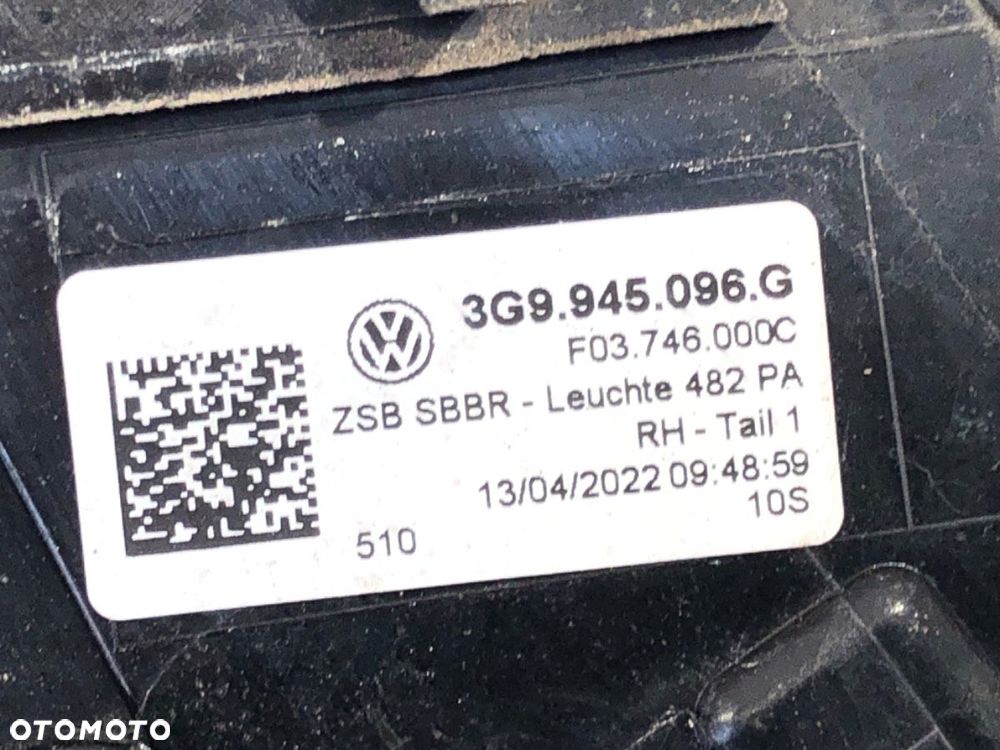 3G9.945.096.G
F03.746.000C
ZSB SBBR - Leuchte 482 PA
RH - Tail 1
13/04/2022 09:48:59
10S
510
OTOMOTO